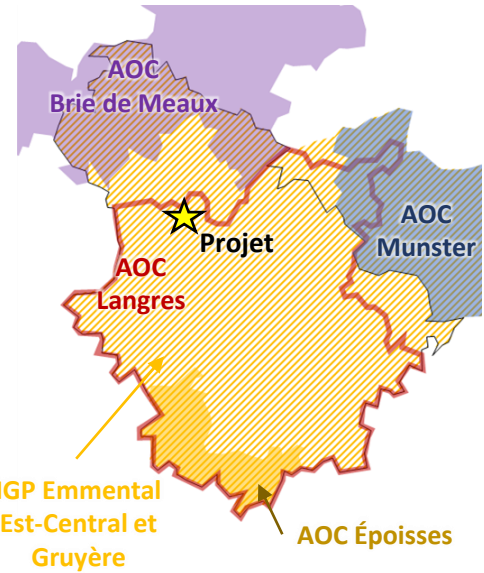 AOC
Brie de Meaux
AOC
Munster
Projet
AOC
Langres
IGP Emmental
Est-Central et
Gruyère
AOC Époisses